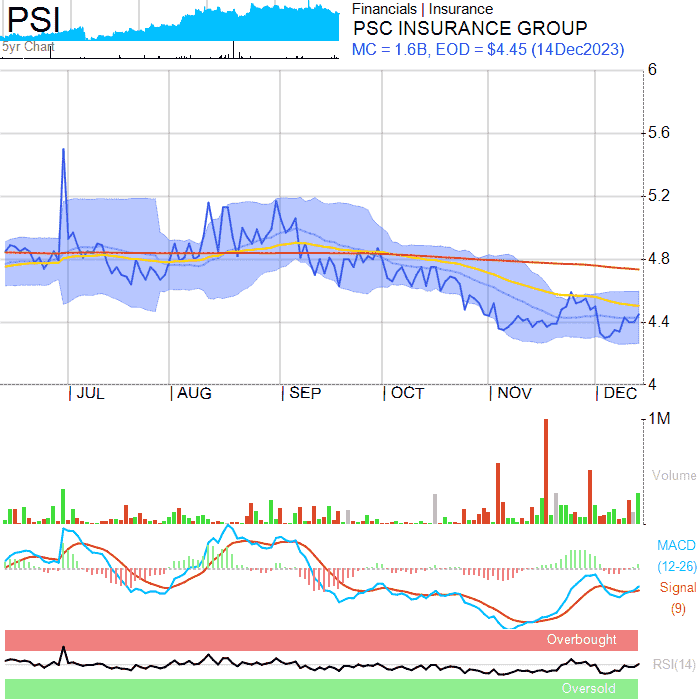 PSI
5yr Chart
Financials | Insurance
PSC INSURANCE GROUP
MC = 1.6B, EOD = $4.45 (14Dec2023)
6
5.6
5.2
4.8
4.4
4
JUL
AUG
SEP
OCT
NOV
DEC
1M
Volume
MACD
(12-26)
Signal
(9)
Overbought
RSI(14)
Oversold